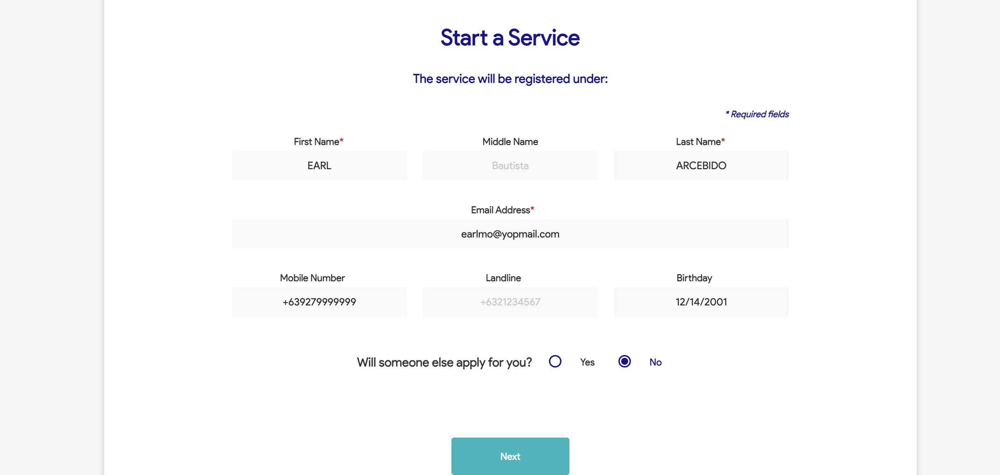 Start a Service
The service will be registered under:
* Required fields
First Name* Middle Name Last Name*
EARL Bautista ARCEBIDO
Email Address*
earlmo@yopmail.com
Mobile Number Landline Birthday
+639279999999 +6321234567 12/14/2001
Will someone else apply for you? Yes No
Next